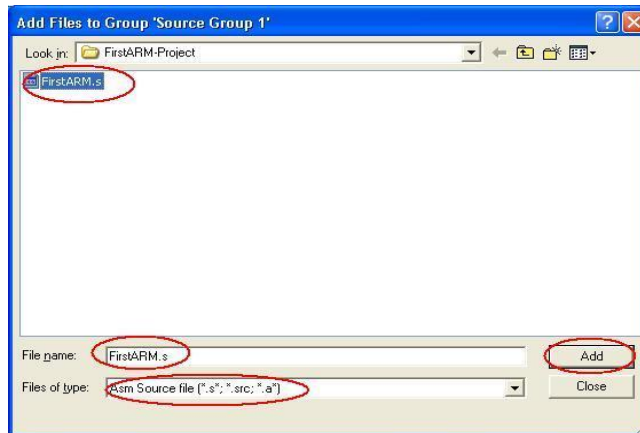 Add Files to Group 'Source Group 1'
Look in: FirstARM-Project
FirstARM.s
File name: FirstARM.s Add
Files of type: Asm Source file (*.s*; *.src; *.a*) Close